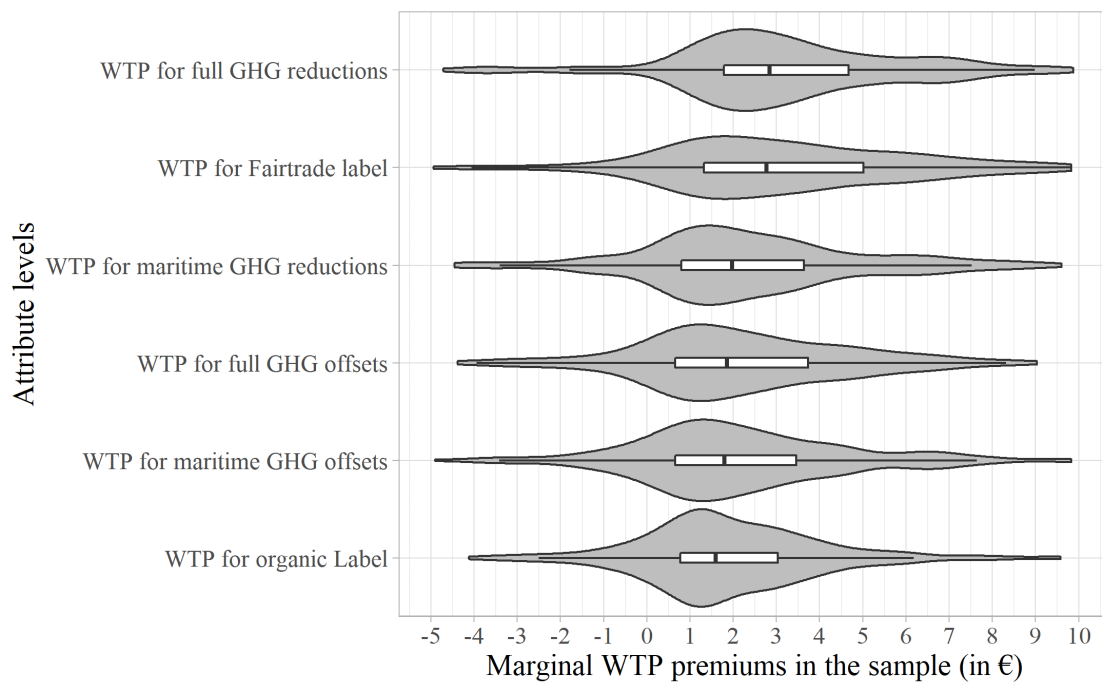 Attribute levels
WTP for full GHG reductions
WTP for Fairtrade label
WTP for maritime GHG reductions
WTP for full GHG offsets
WTP for maritime GHG offsets
WTP for organic Label
-5 -4 -3 -2 -1 0 1 2 3 4 5 6 7 8 9 10
Marginal WTP premiums in the sample (in €)